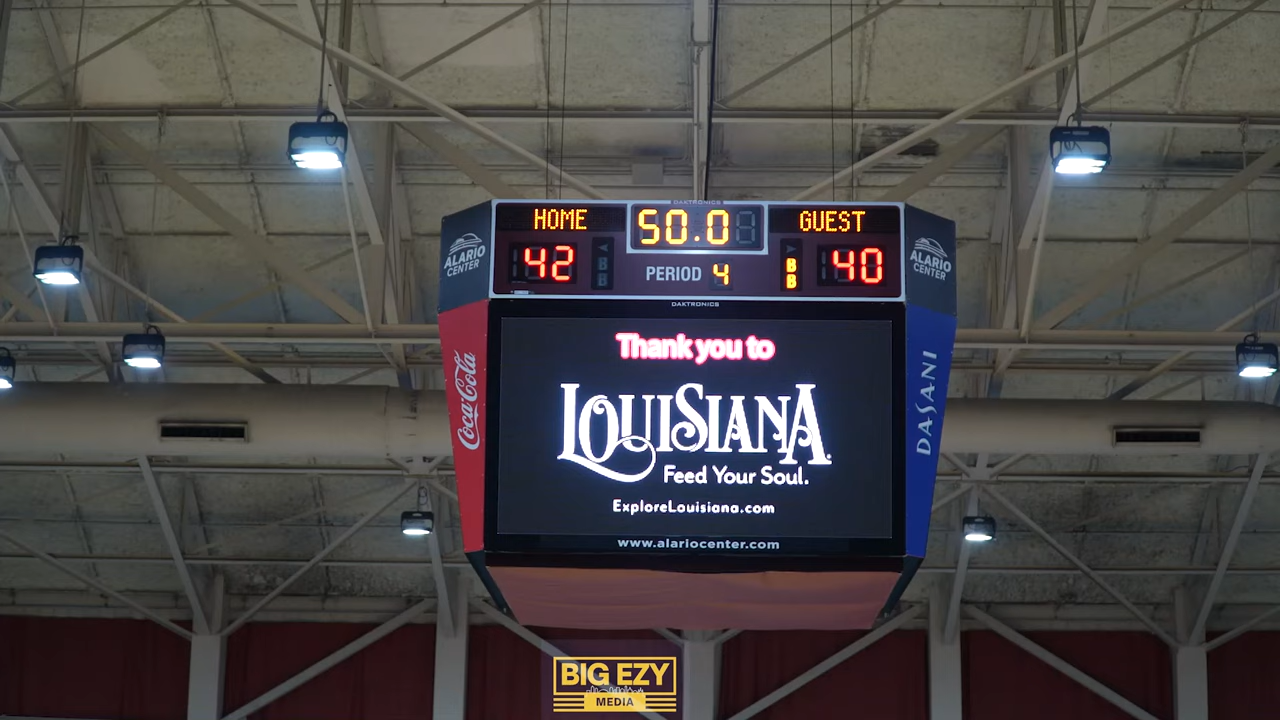 DAKTRONICS
HOME 50.0 GUEST
42 PERIOD 4 B B 40
ALARIO CENTER
ALARIO CENTER
DAKTRONICS
Thank you to
LOUISIANA
Feed Your Soul.
ExploreLouisiana.com
www.alariocenter.com
Coca-Cola
DASANI
BIG EZY
MEDIA